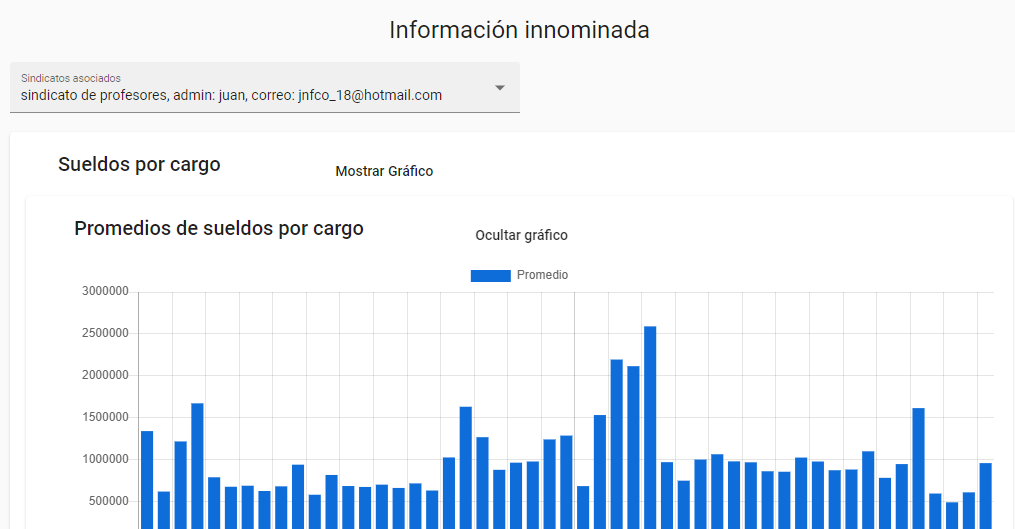 Información innominada
Sindicatos asociados
sindicato de profesores, admin: juan, correo: jnfco_18@hotmail.com
Sueldos por cargo
Mostrar Gráfico
Promedios de sueldos por cargo
Ocultar gráfico
Promedio
3000000
2500000
2000000
1500000
1000000
500000